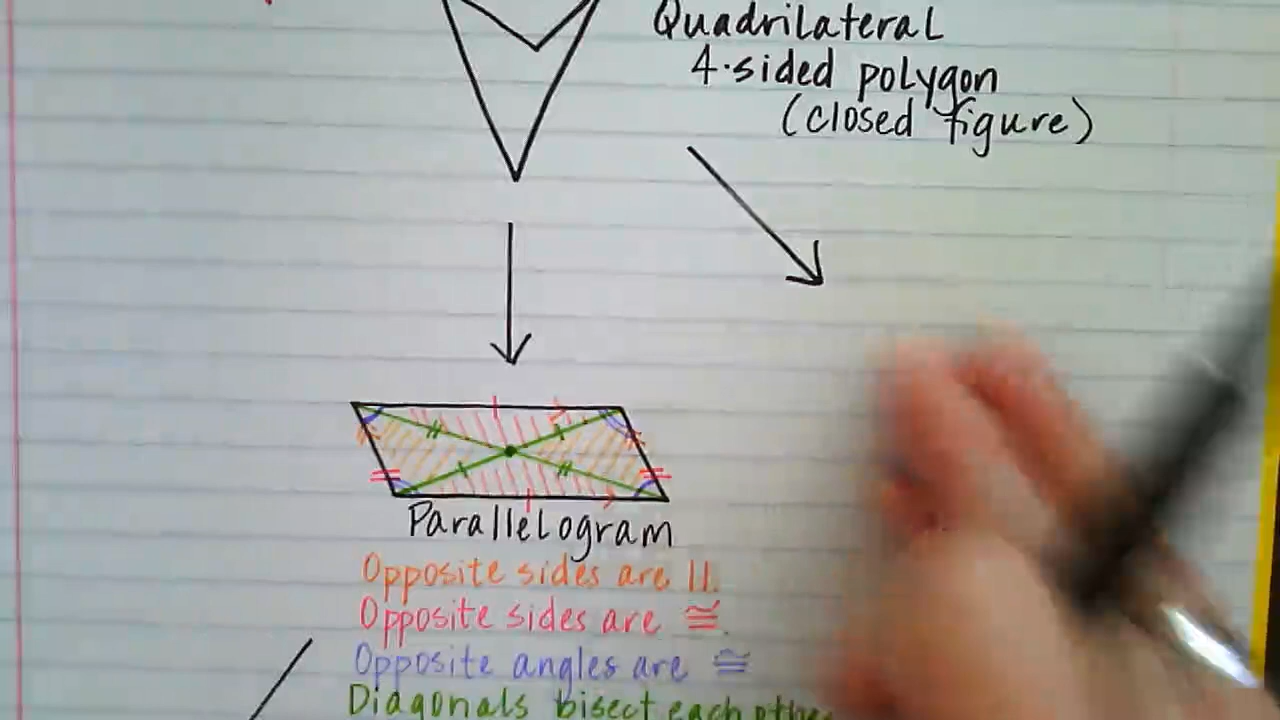 Quadrilateral
4-sided polygon
(closed figure)
Parallelogram
Opposite sides are ||.
Opposite sides are ≅.
Opposite angles are ≅
Diagonals bisect each other